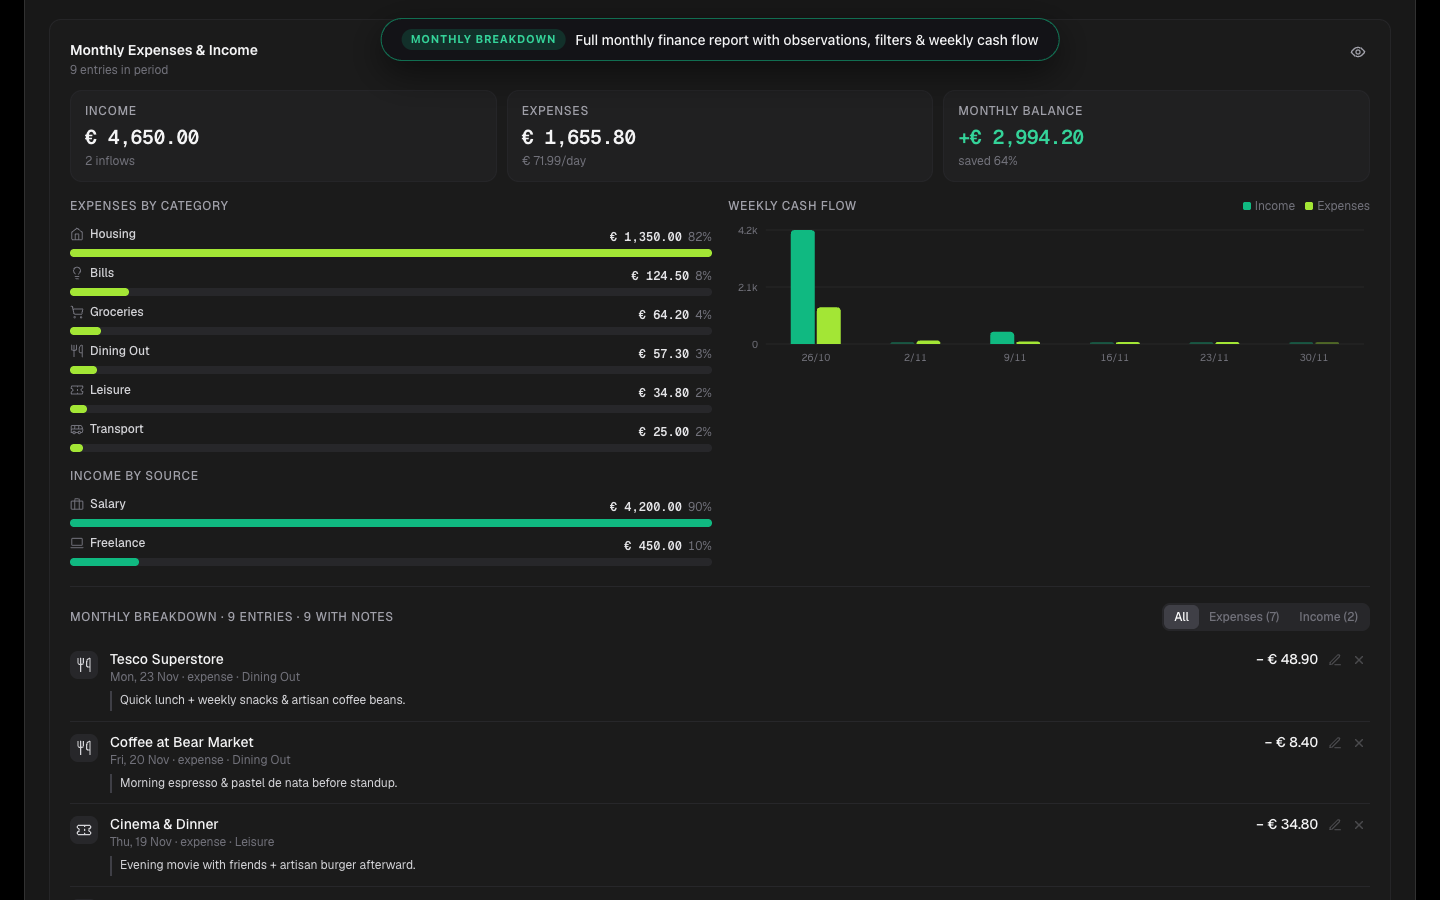 MONTHLY BREAKDOWN Full monthly finance report with observations, filters & weekly cash flow
Monthly Expenses & Income
9 entries in period
INCOME
€ 4,650.00
2 inflows
EXPENSES
€ 1,655.80
€ 71.99/day
MONTHLY BALANCE
+€ 2,994.20
saved 64%
EXPENSES BY CATEGORY
Housing € 1,350.00 82%
Bills € 124.50 8%
Groceries € 64.20 4%
Dining Out € 57.30 3%
Leisure € 34.80 2%
Transport € 25.00 2%
INCOME BY SOURCE
Salary € 4,200.00 90%
Freelance € 450.00 10%
WEEKLY CASH FLOW
Income Expenses
4.2k
2.1k
0
26/10 2/11 9/11 16/11 23/11 30/11
MONTHLY BREAKDOWN · 9 ENTRIES · 9 WITH NOTES
All Expenses (7) Income (2)
Tesco Superstore – € 48.90
Mon, 23 Nov · expense · Dining Out
Quick lunch + weekly snacks & artisan coffee beans.
Coffee at Bear Market – € 8.40
Fri, 20 Nov · expense · Dining Out
Morning espresso & pastel de nata before standup.
Cinema & Dinner – € 34.80
Thu, 19 Nov · expense · Leisure
Evening movie with friends + artisan burger afterward.